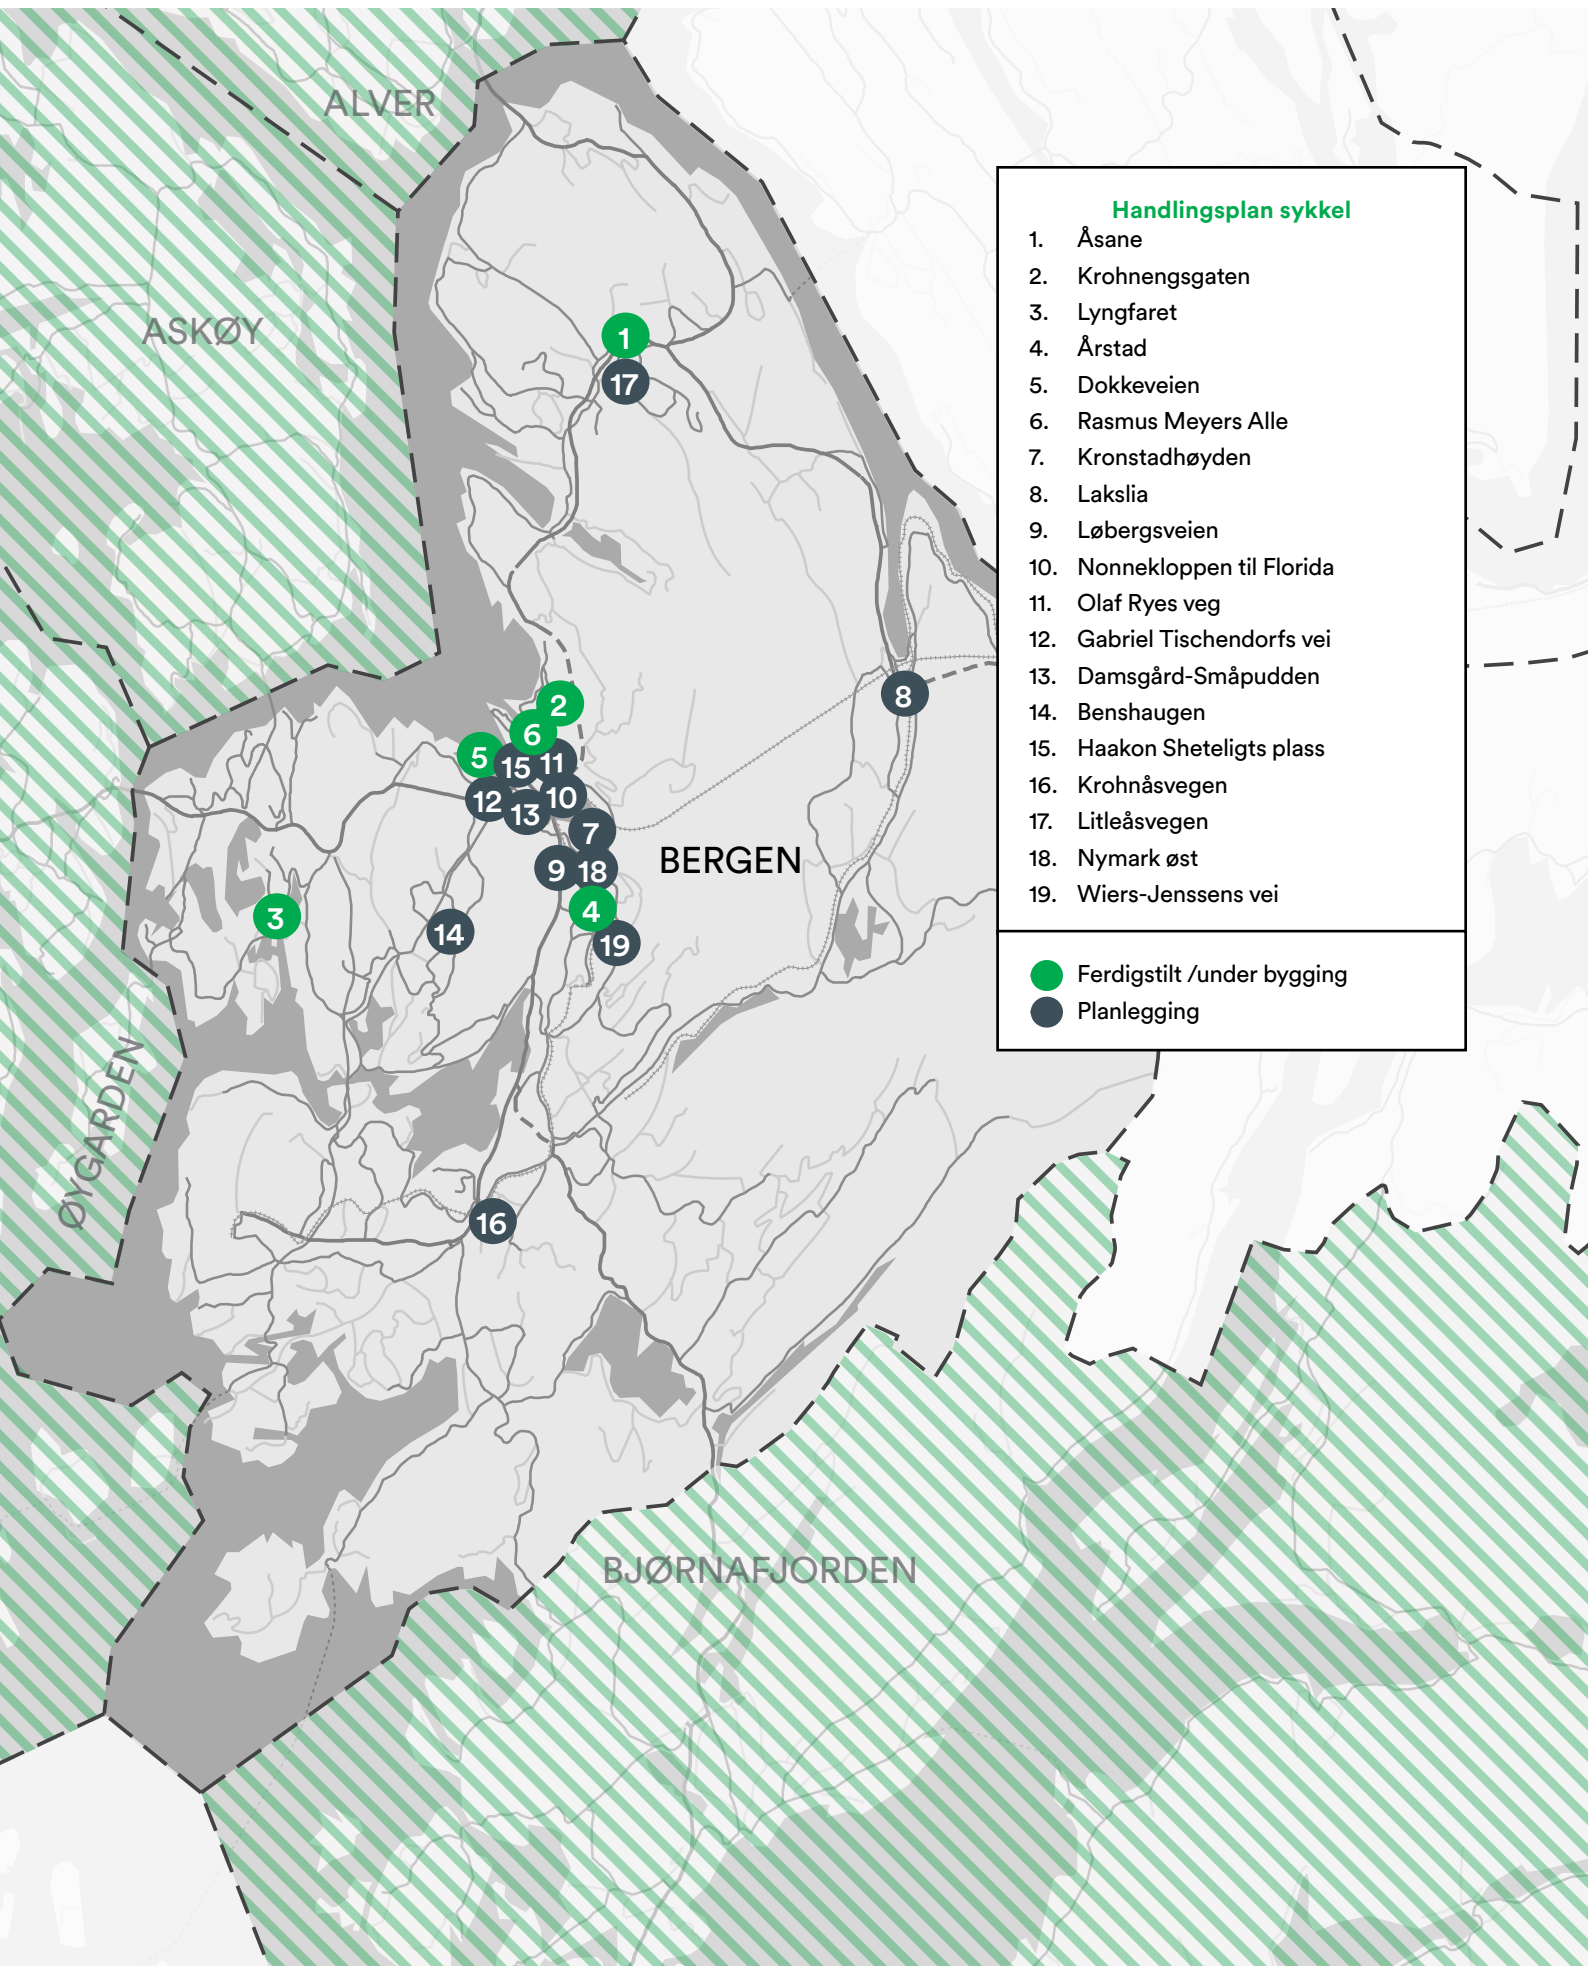 ALVER
ASKØY
ØYGARDEN
BERGEN
BJØRNAFJORDEN
1
17
2
6
5
15
11
12
13
10
7
9
18
4
19
3
14
8
16
Handlingsplan sykkel
1. Åsane
2. Krohnengsgaten
3. Lyngfaret
4. Årstad
5. Dokkeveien
6. Rasmus Meyers Alle
7. Kronstadhøyden
8. Lakslia
9. Løbergsveien
10. Nonnekloppen til Florida
11. Olaf Ryes veg
12. Gabriel Tischendorfs vei
13. Damsgård-Småpudden
14. Benshaugen
15. Haakon Sheteligts plass
16. Krohnåsvegen
17. Litleåsvegen
18. Nymark øst
19. Wiers-Jenssens vei
Ferdigstilt /under bygging
Planlegging